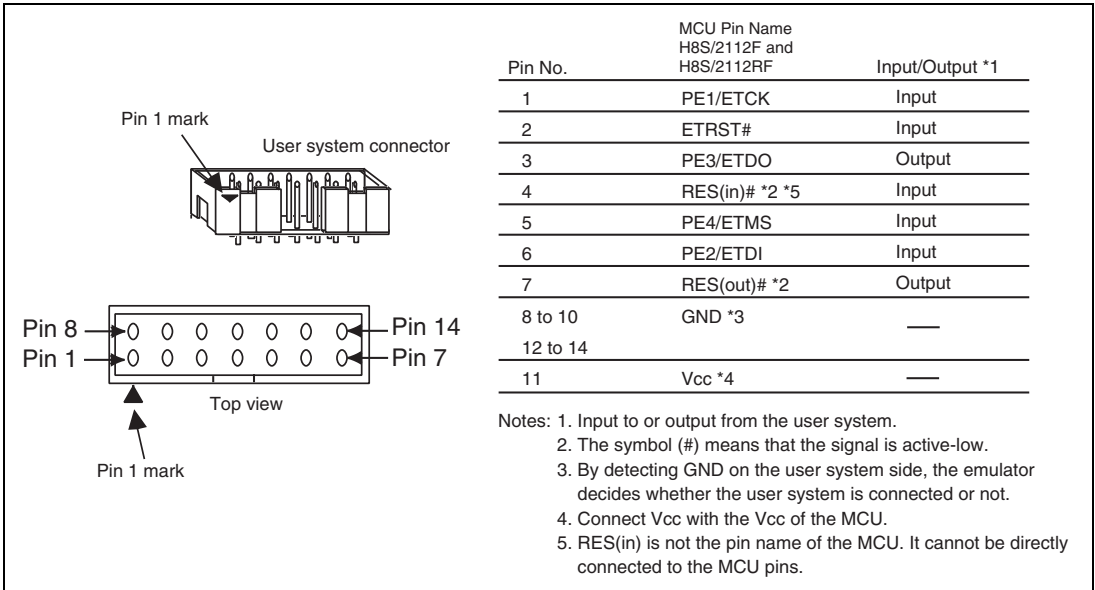 Pin 1 mark
User system connector
Pin 8
Pin 1
Pin 14
Pin 7
Top view
Pin 1 mark
MCU Pin Name
H8S/2112F and
Pin No. H8S/2112RF Input/Output *1
1 PE1/ETCK Input
2 ETRST# Input
3 PE3/ETDO Output
4 RES(in)# *2 *5 Input
5 PE4/ETMS Input
6 PE2/ETDI Input
7 RES(out)# *2 Output
8 to 10 GND *3 —
12 to 14
11 Vcc *4 —
Notes: 1. Input to or output from the user system.
2. The symbol (#) means that the signal is active-low.
3. By detecting GND on the user system side, the emulator
decides whether the user system is connected or not.
4. Connect Vcc with the Vcc of the MCU.
5. RES(in) is not the pin name of the MCU. It cannot be directly
connected to the MCU pins.